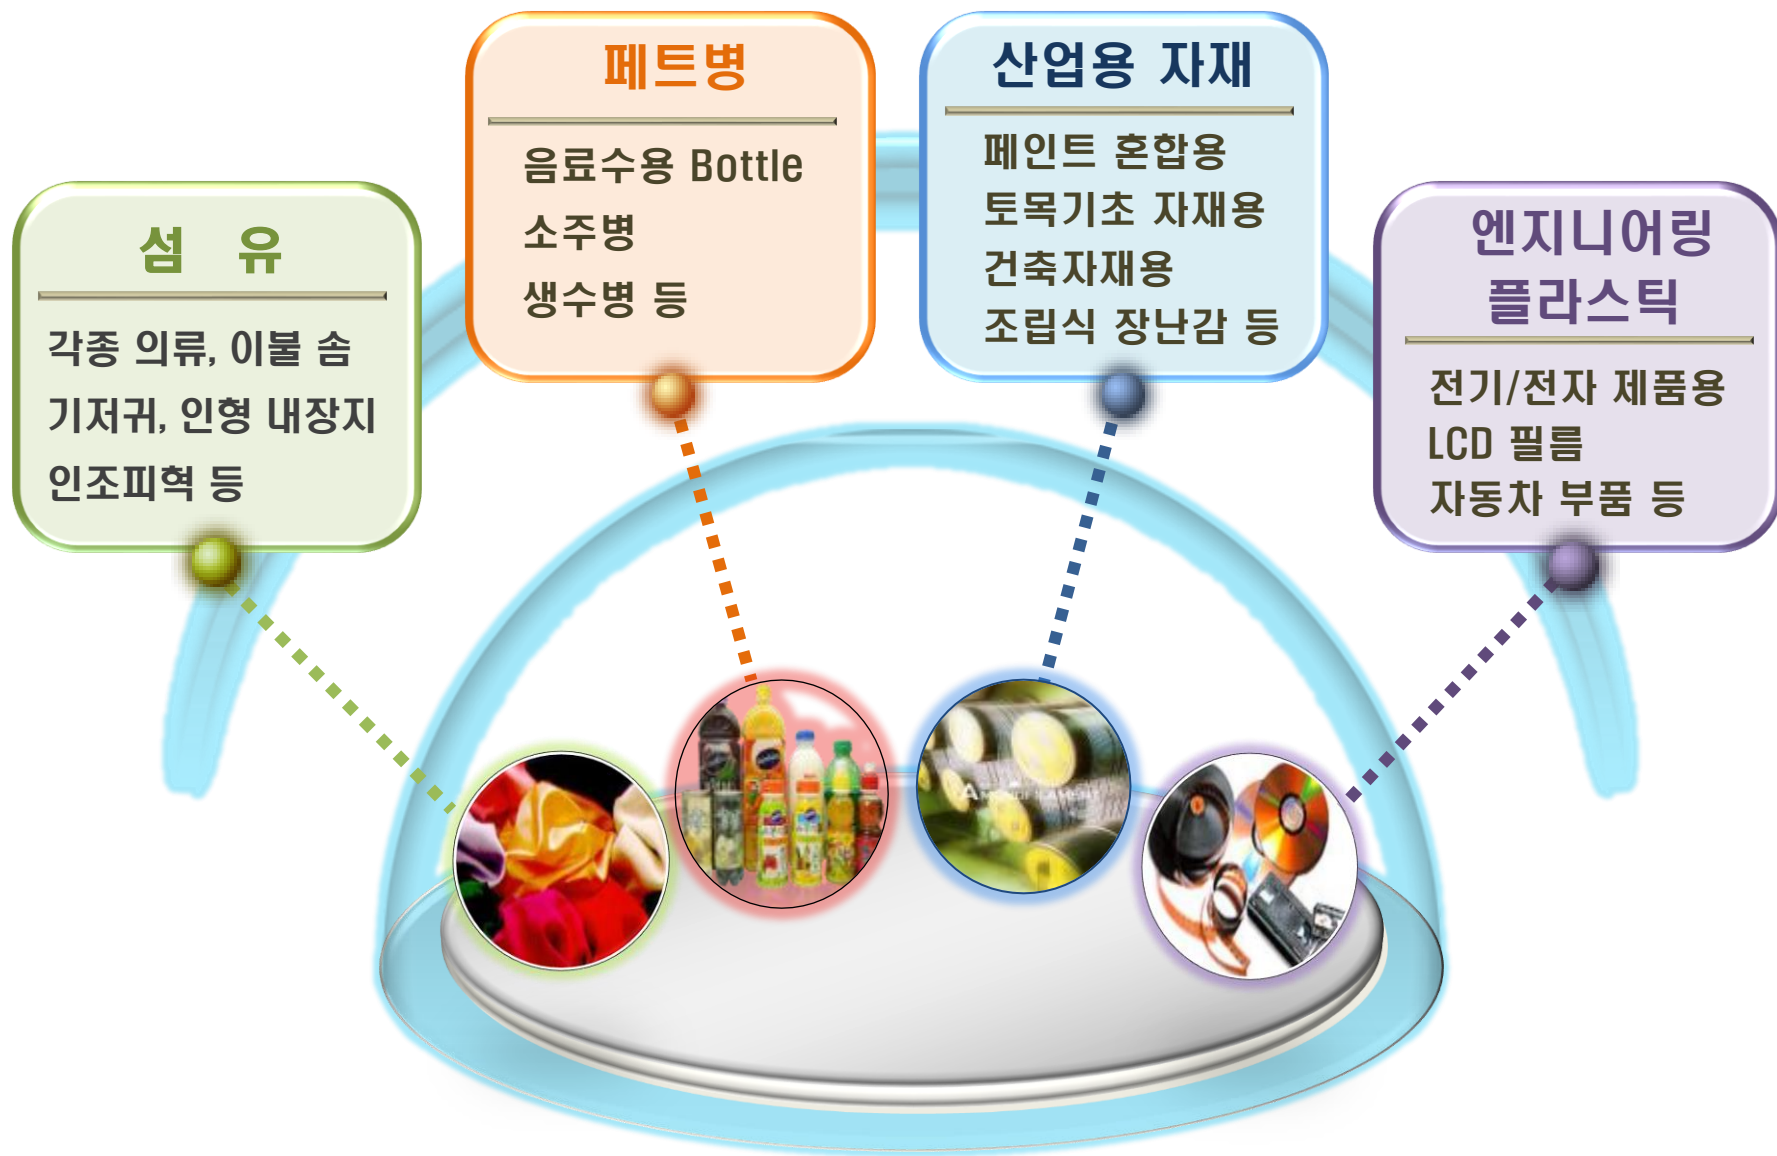 섬 유
각종 의류, 이불 솜
기저귀, 인형 내장지
인조피혁 등
페트병
음료수용 Bottle
소주병
생수병 등
산업용 자재
페인트 혼합용
토목기초 자재용
건축자재용
조립식 장난감 등
엔지니어링
플라스틱
전기/전자 제품용
LCD 필름
자동차 부품 등